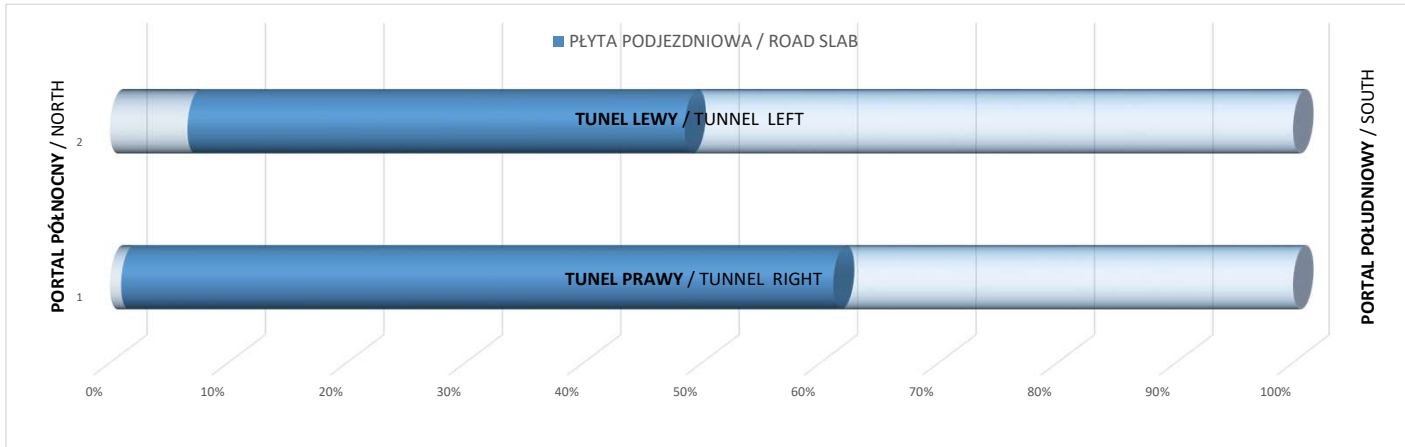 PŁYTA PODJEZDNIOWA / ROAD SLAB
PORTAL PÓŁNOCNY / NORTH
2
TUNEL LEWY / TUNNEL LEFT
1
TUNEL PRAWY / TUNNEL RIGHT
PORTAL POŁUDNIOWY / SOUTH
0% 10% 20% 30% 40% 50% 60% 70% 80% 90% 100%